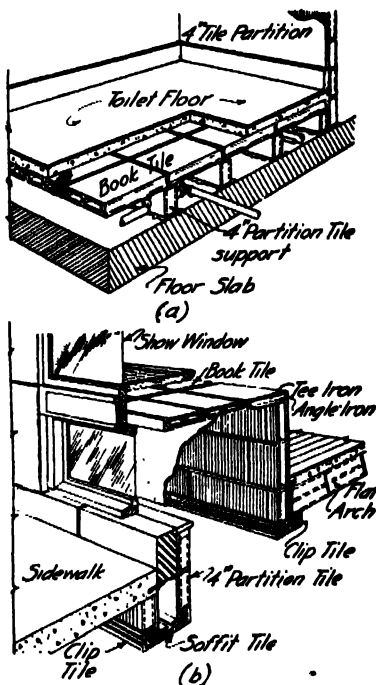 4" Tile Partition
Toilet Floor
Book Tile
4" Partition Tile
support
Floor Slab
(a)
Show Window
Book Tile
Tee Iron
Angle Iron
Flat
Arch
Clip Tile
Sidewalk
4" Partition Tile
Clip
Tile
Soffit Tile
(b)